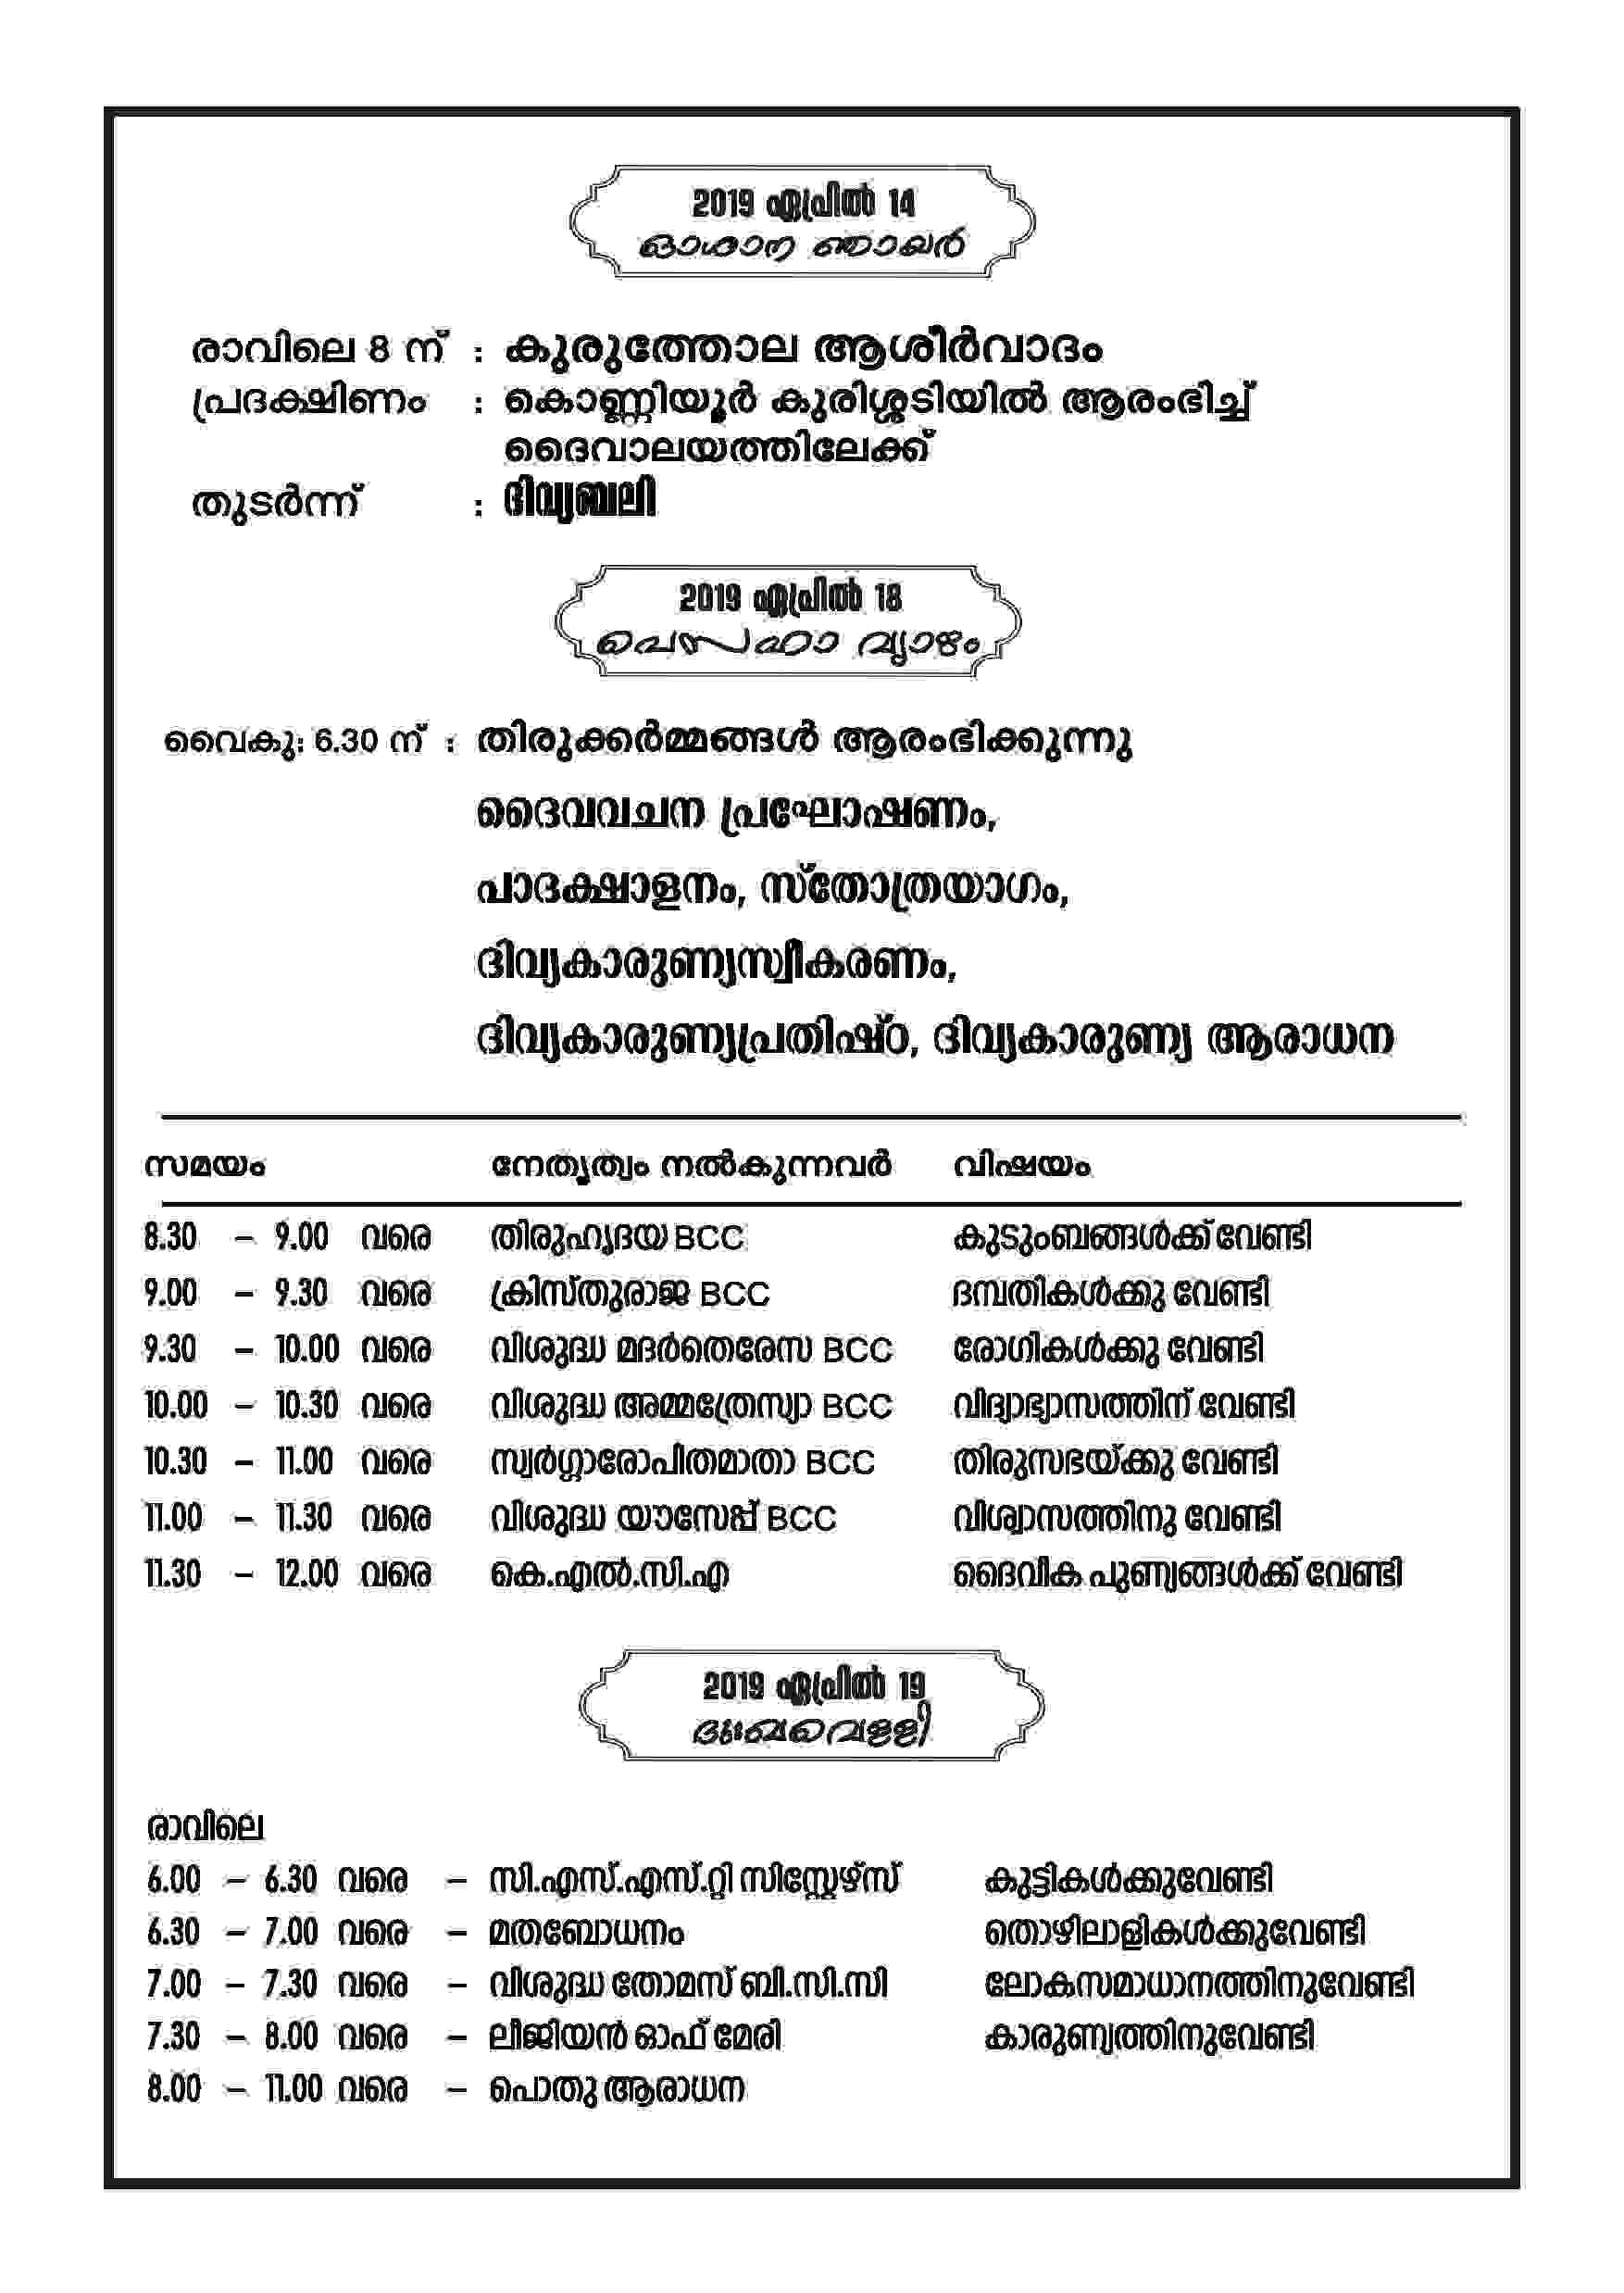 2019 ഏപ്രിൽ 14
ഓശാന ഞായർ
രാവിലെ 8 ന് : കുരുത്തോല ആശീർവാദം
പ്രദക്ഷിണം : കൊണ്ണിയൂർ കുരിശ്ശടിയിൽ ആരംഭിച്ച്
ദൈവാലയത്തിലേക്ക്
തുടർന്ന് : ദിവ്യബലി
2019 ഏപ്രിൽ 18
പെസഹാ വ്യാഴം
വൈകു: 6.30 ന് : തിരുക്കർമ്മങ്ങൾ ആരംഭിക്കുന്നു
ദൈവവചന പ്രഘോഷണം,
പാദക്ഷാളനം, സ്തോത്രയാഗം,
ദിവ്യകാരുണ്യസ്വീകരണം,
ദിവ്യകാരുണ്യപ്രതിഷ്ഠ, ദിവ്യകാരുണ്യ ആരാധന
സമയം നേതൃത്വം നൽകുന്നവർ വിഷയം
8.30 – 9.00 വരെ തിരുഹൃദയ BCC കുടുംബങ്ങൾക്ക് വേണ്ടി
9.00 – 9.30 വരെ ക്രിസ്തുരാജ BCC ദമ്പതികൾക്കു വേണ്ടി
9.30 – 10.00 വരെ വിശുദ്ധ മദർതെരേസ BCC രോഗികൾക്കു വേണ്ടി
10.00 – 10.30 വരെ വിശുദ്ധ അമ്മത്രേസ്യാ BCC വിദ്യാഭ്യാസത്തിന് വേണ്ടി
10.30 – 11.00 വരെ സ്വർഗ്ഗാരോപിതമാതാ BCC തിരുസഭയ്ക്കു വേണ്ടി
11.00 – 11.30 വരെ വിശുദ്ധ യൗസേപ്പ് BCC വിശ്വാസത്തിനു വേണ്ടി
11.30 – 12.00 വരെ കെ.എൽ.സി.എ ദൈവീക പുണ്യങ്ങൾക്ക് വേണ്ടി
2019 ഏപ്രിൽ 19
ദുഃഖവെള്ളി
രാവിലെ
6.00 – 6.30 വരെ – സി.എസ്.എസ്.റ്റി സിസ്റ്റേഴ്സ് കുട്ടികൾക്കുവേണ്ടി
6.30 – 7.00 വരെ – മതബോധനം തൊഴിലാളികൾക്കുവേണ്ടി
7.00 – 7.30 വരെ – വിശുദ്ധ തോമസ് ബി.സി.സി ലോകസമാധാനത്തിനുവേണ്ടി
7.30 – 8.00 വരെ – ലീജിയൻ ഓഫ് മേരി കാരുണ്യത്തിനുവേണ്ടി
8.00 – 11.00 വരെ – പൊതു ആരാധന